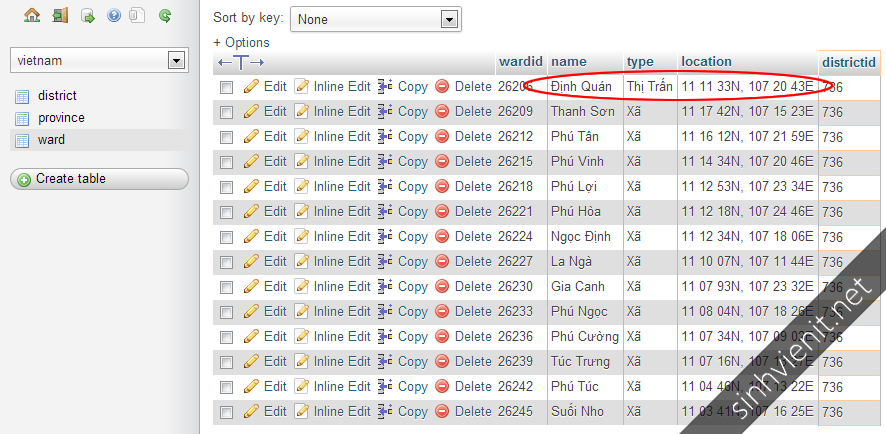 Sort by key: None
+ Options
vietnam
district
province
ward
Create table
wardid name type location districtid
Edit Inline Edit Copy Delete 26206 Định Quán Thị Trấn 11 11 33N, 107 20 43E 736
Edit Inline Edit Copy Delete 26209 Thanh Sơn Xã 11 17 42N, 107 15 23E 736
Edit Inline Edit Copy Delete 26212 Phú Tân Xã 11 16 12N, 107 21 59E 736
Edit Inline Edit Copy Delete 26215 Phú Vinh Xã 11 14 34N, 107 20 46E 736
Edit Inline Edit Copy Delete 26218 Phú Lợi Xã 11 12 53N, 107 23 34E 736
Edit Inline Edit Copy Delete 26221 Phú Hòa Xã 11 12 18N, 107 24 46E 736
Edit Inline Edit Copy Delete 26224 Ngọc Định Xã 11 12 34N, 107 18 06E 736
Edit Inline Edit Copy Delete 26227 La Ngà Xã 11 10 07N, 107 11 44E 736
Edit Inline Edit Copy Delete 26230 Gia Canh Xã 11 07 93N, 107 23 32E 736
Edit Inline Edit Copy Delete 26233 Phú Ngọc Xã 11 08 04N, 107 18 26E 736
Edit Inline Edit Copy Delete 26236 Phú Cường Xã 11 07 34N, 107 09 03E 736
Edit Inline Edit Copy Delete 26239 Túc Trưng Xã 11 07 16N, 736
Edit Inline Edit Copy Delete 26242 Phú Túc Xã 11 04 46N, 22E 736
Edit Inline Edit Copy Delete 26245 Suối Nho Xã 11 03 41N, 107 16 25E 736
sinhvienit.net